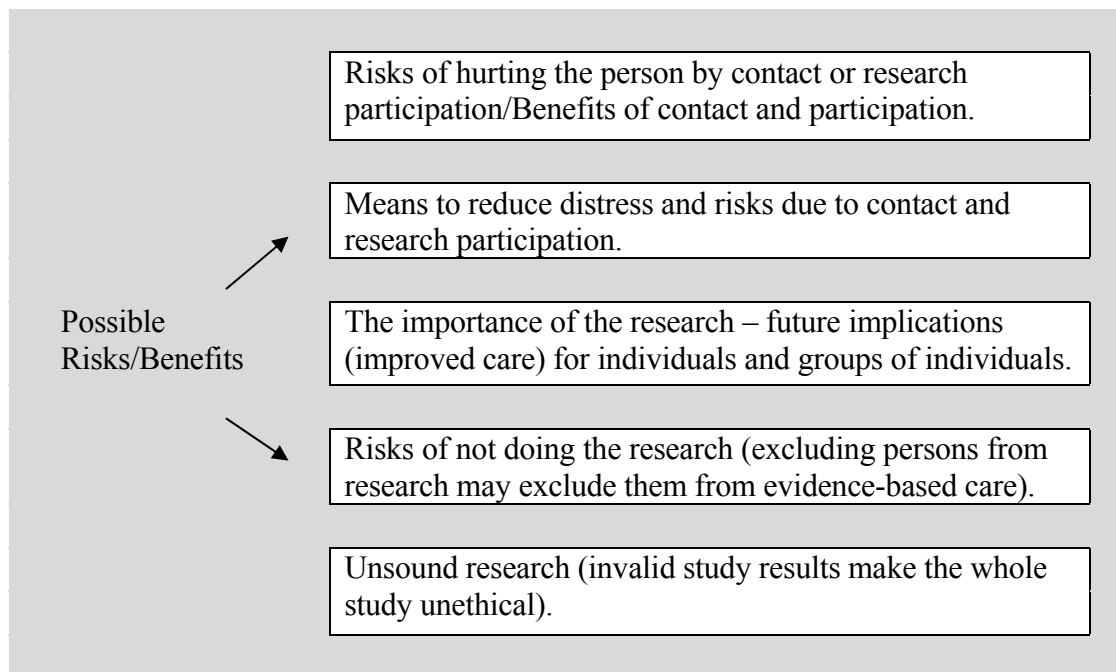 Risks of hurting the person by contact or research
participation/Benefits of contact and participation.
Means to reduce distress and risks due to contact and
research participation.
Possible
Risks/Benefits
The importance of the research – future implications
(improved care) for individuals and groups of individuals.
Risks of not doing the research (excluding persons from
research may exclude them from evidence-based care).
Unsound research (invalid study results make the whole
study unethical).